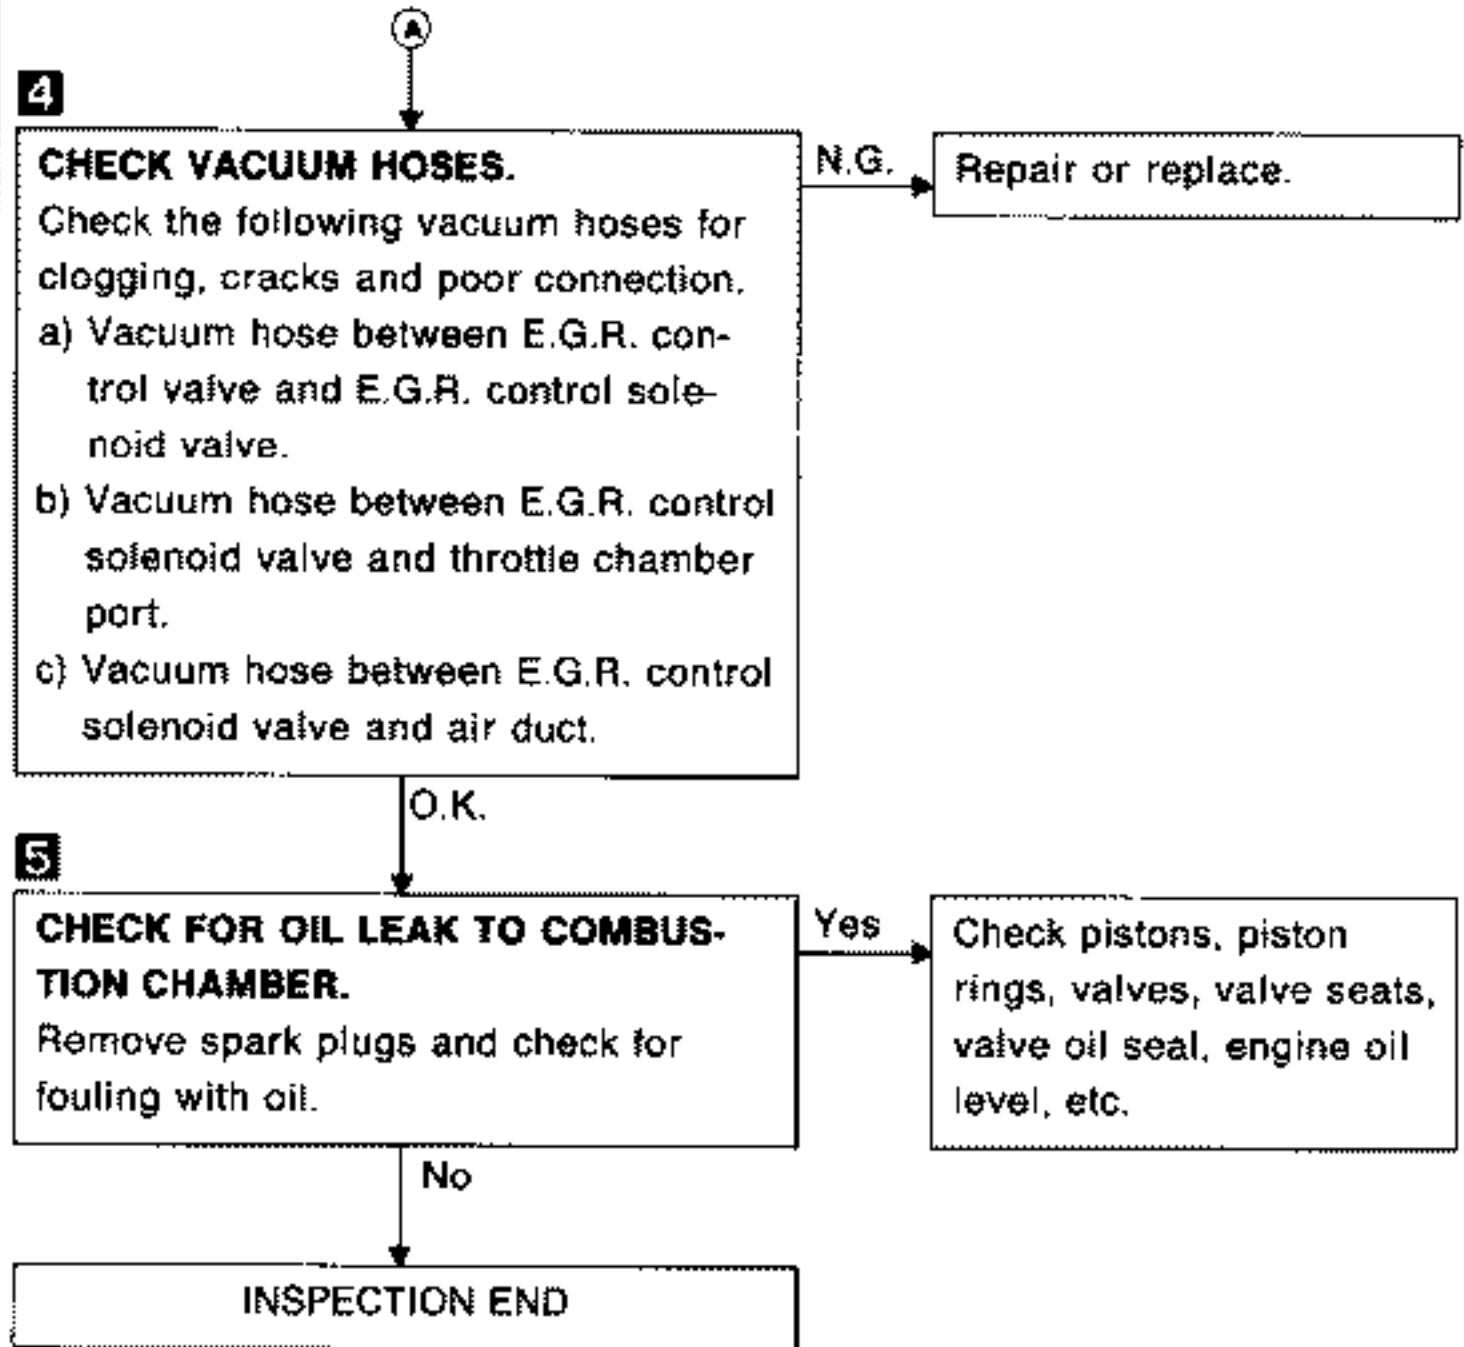 A
4
CHECK VACUUM HOSES.
Check the following vacuum hoses for
clogging, cracks and poor connection.
a) Vacuum hose between E.G.R. con-
trol valve and E.G.R. control sole-
noid valve.
b) Vacuum hose between E.G.R. control
solenoid valve and throttle chamber
port.
c) Vacuum hose between E.G.R. control
solenoid valve and air duct.
N.G.
Repair or replace.
O.K.
5
CHECK FOR OIL LEAK TO COMBUS-
TION CHAMBER.
Remove spark plugs and check for
fouling with oil.
Yes
Check pistons, piston
rings, valves, valve seats,
valve oil seal, engine oil
level, etc.
No
INSPECTION END